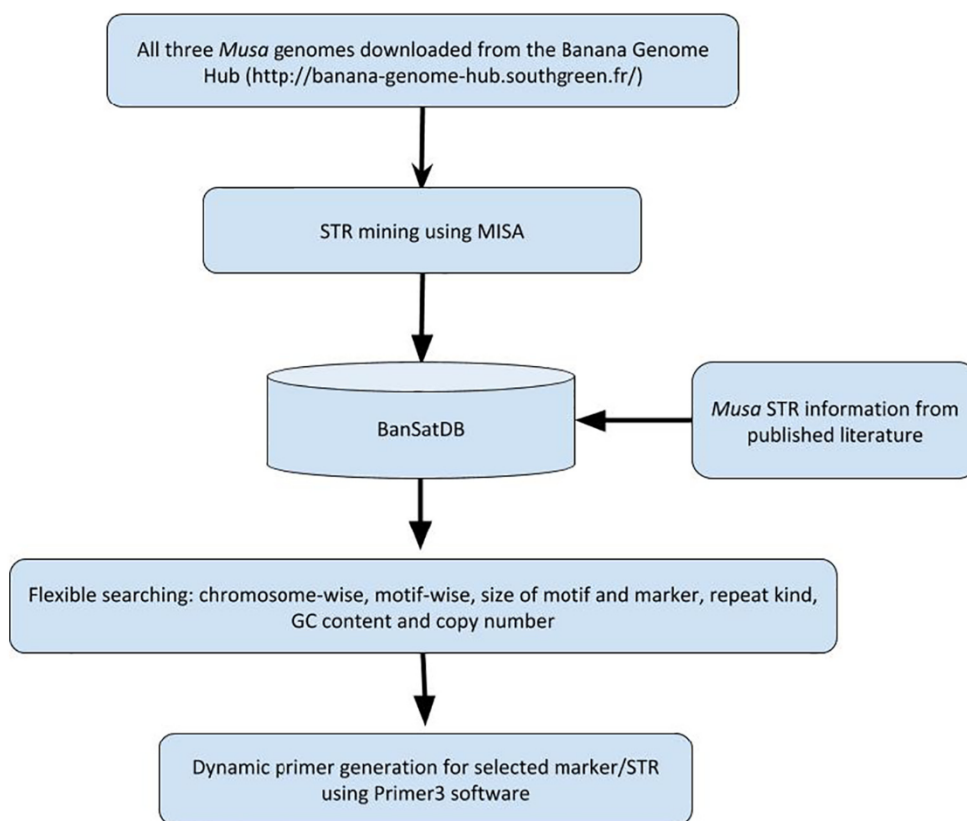 All three Musa genomes downloaded from the Banana Genome
Hub (http://banana-genome-hub.southgreen.fr/)
STR mining using MISA
BanSatDB
Musa STR information from
published literature
Flexible searching: chromosome-wise, motif-wise, size of motif and marker, repeat kind,
GC content and copy number
Dynamic primer generation for selected marker/STR
using Primer3 software